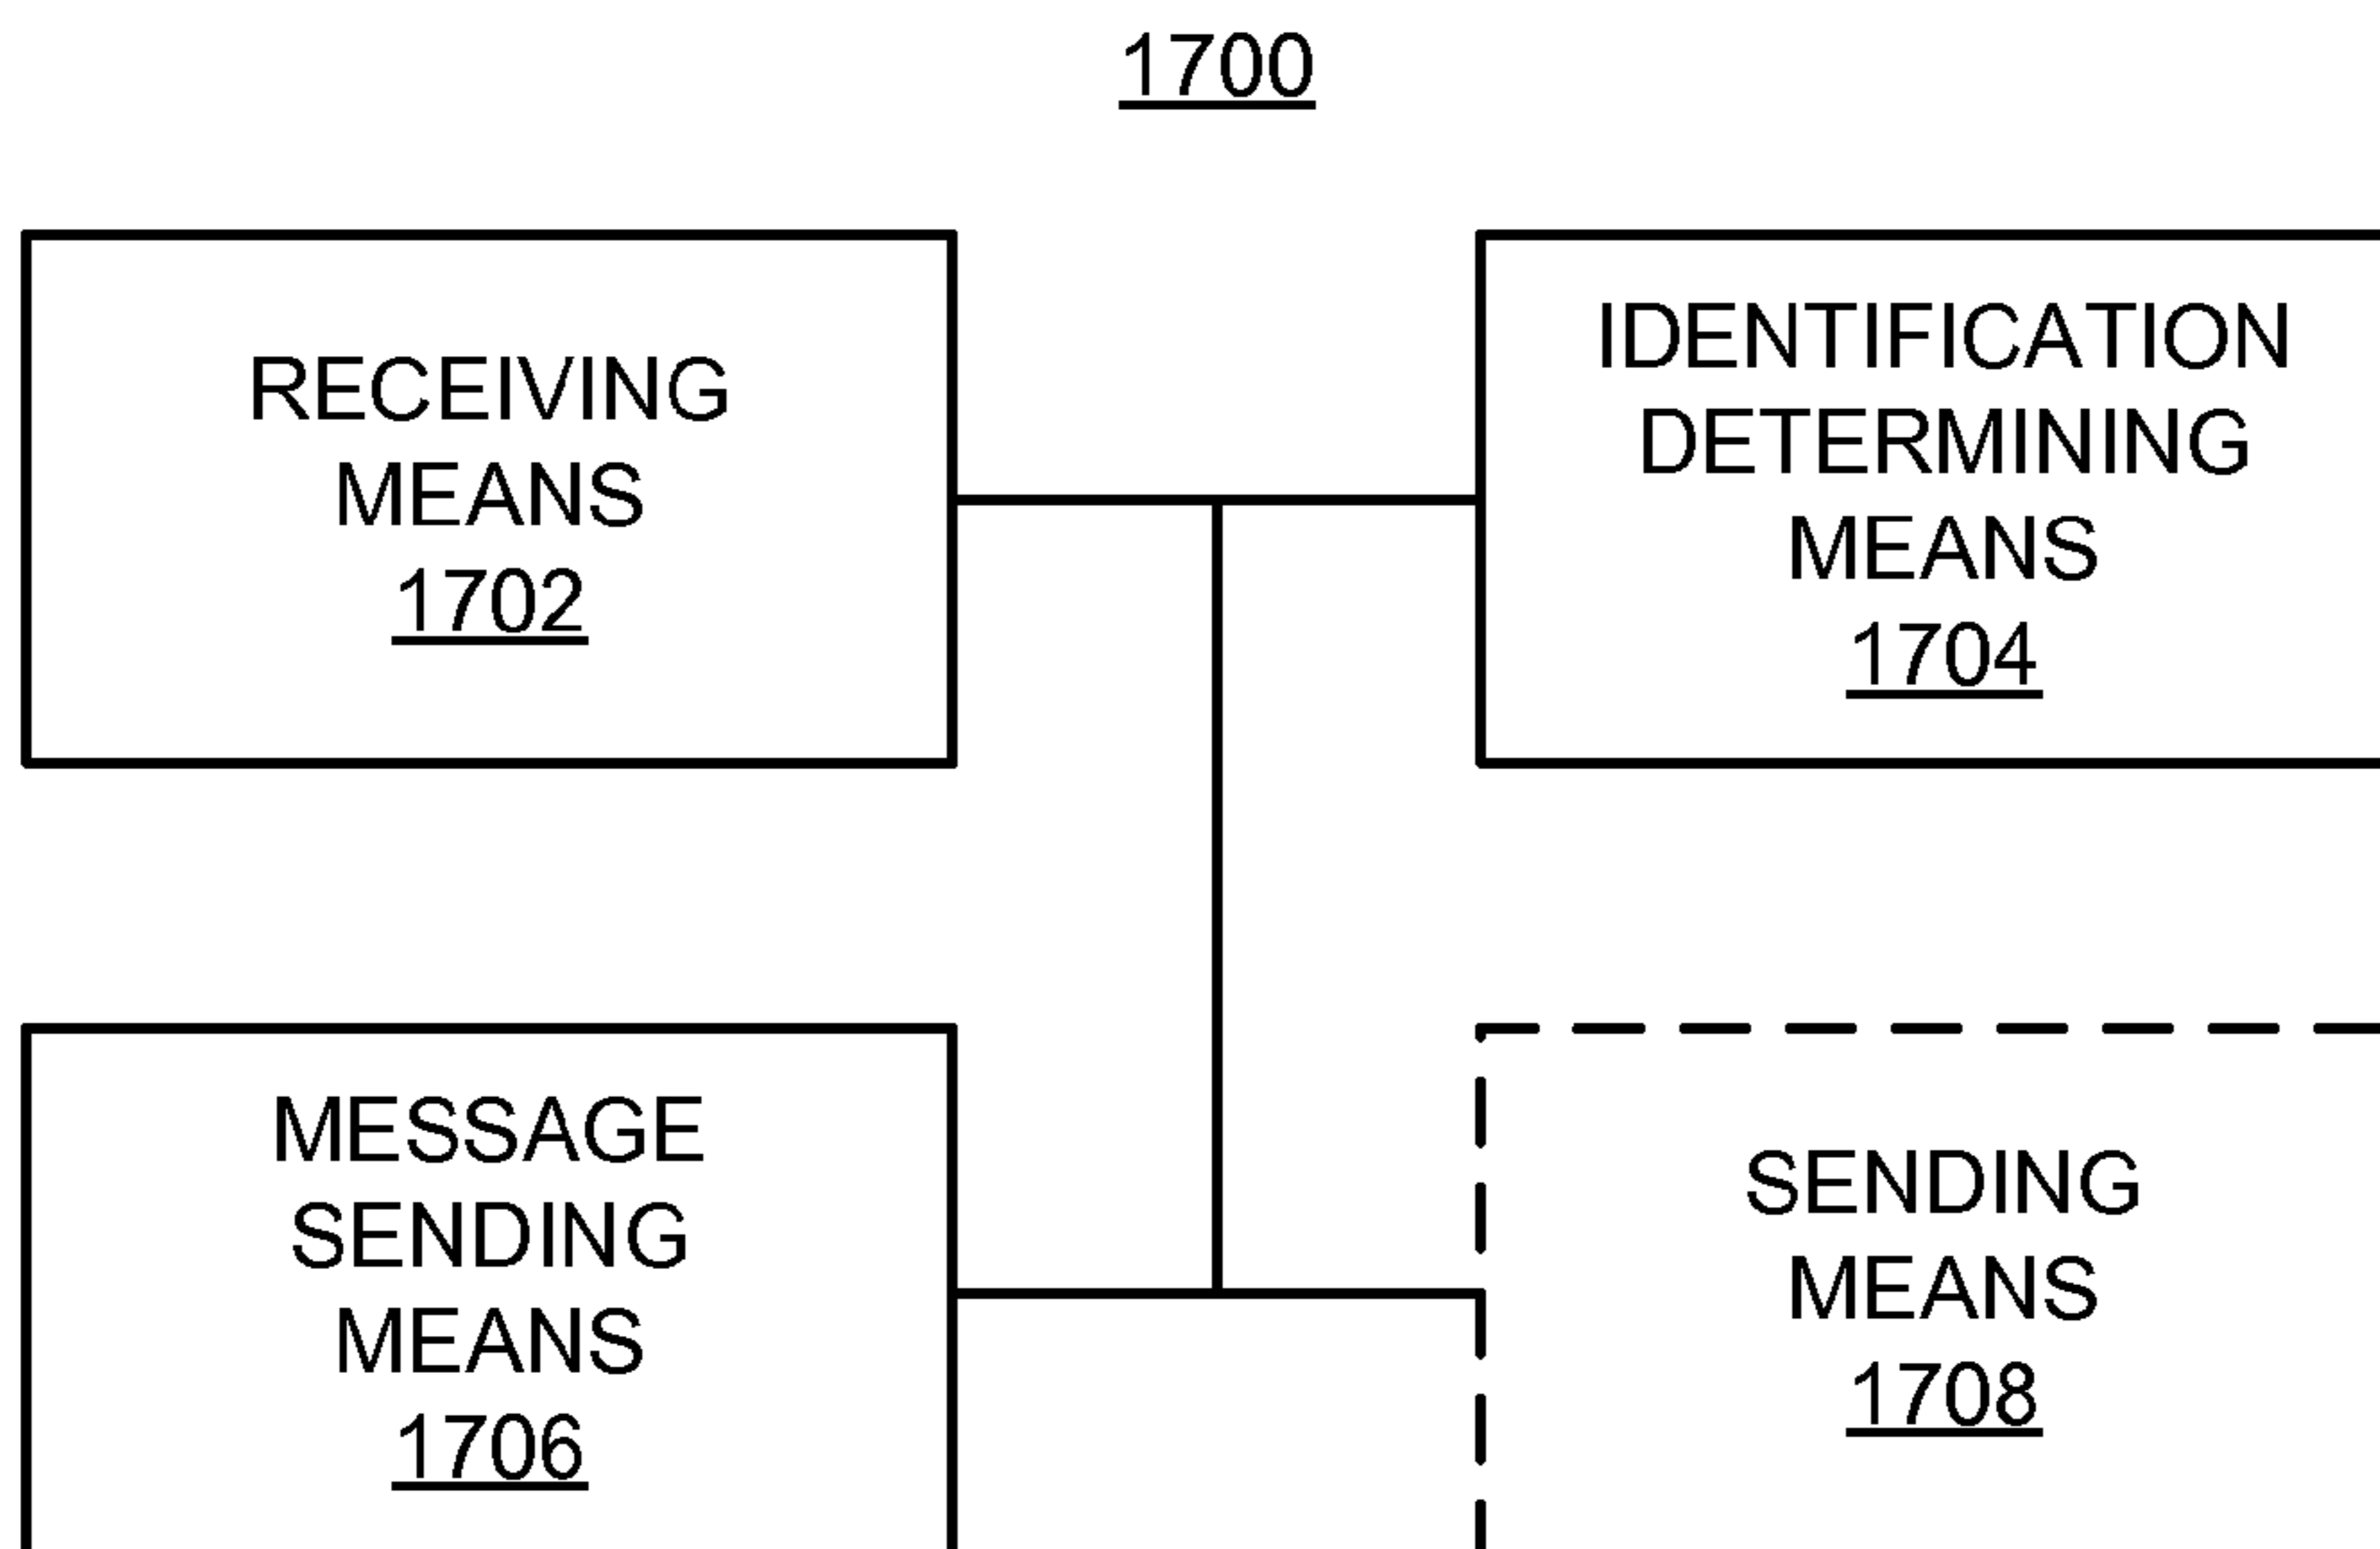 1700
RECEIVING
MEANS
1702
IDENTIFICATION
DETERMINING
MEANS
1704
MESSAGE
SENDING
MEANS
1706
SENDING
MEANS
1708